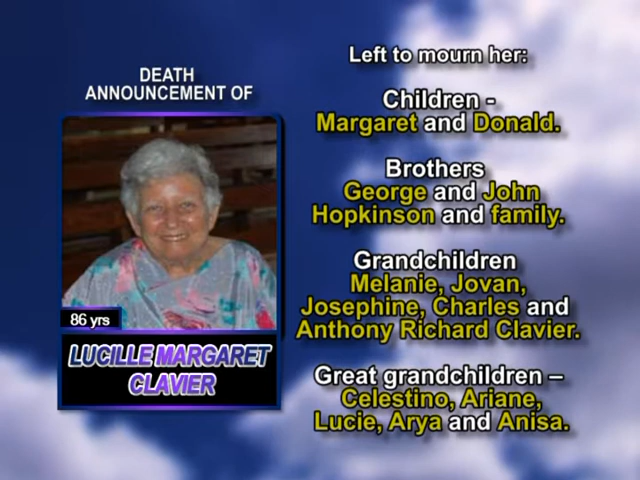 DEATH
ANNOUNCEMENT OF
86 yrs
LUCILLE MARGARET
CLAVIER
Left to mourn her:
Children -
Margaret and Donald.
Brothers
George and John
Hopkinson and family.
Grandchildren
Melanie, Jovan,
Josephine, Charles and
Anthony Richard Clavier.
Great grandchildren –
Celestino, Ariane,
Lucie, Arya and Anisa.